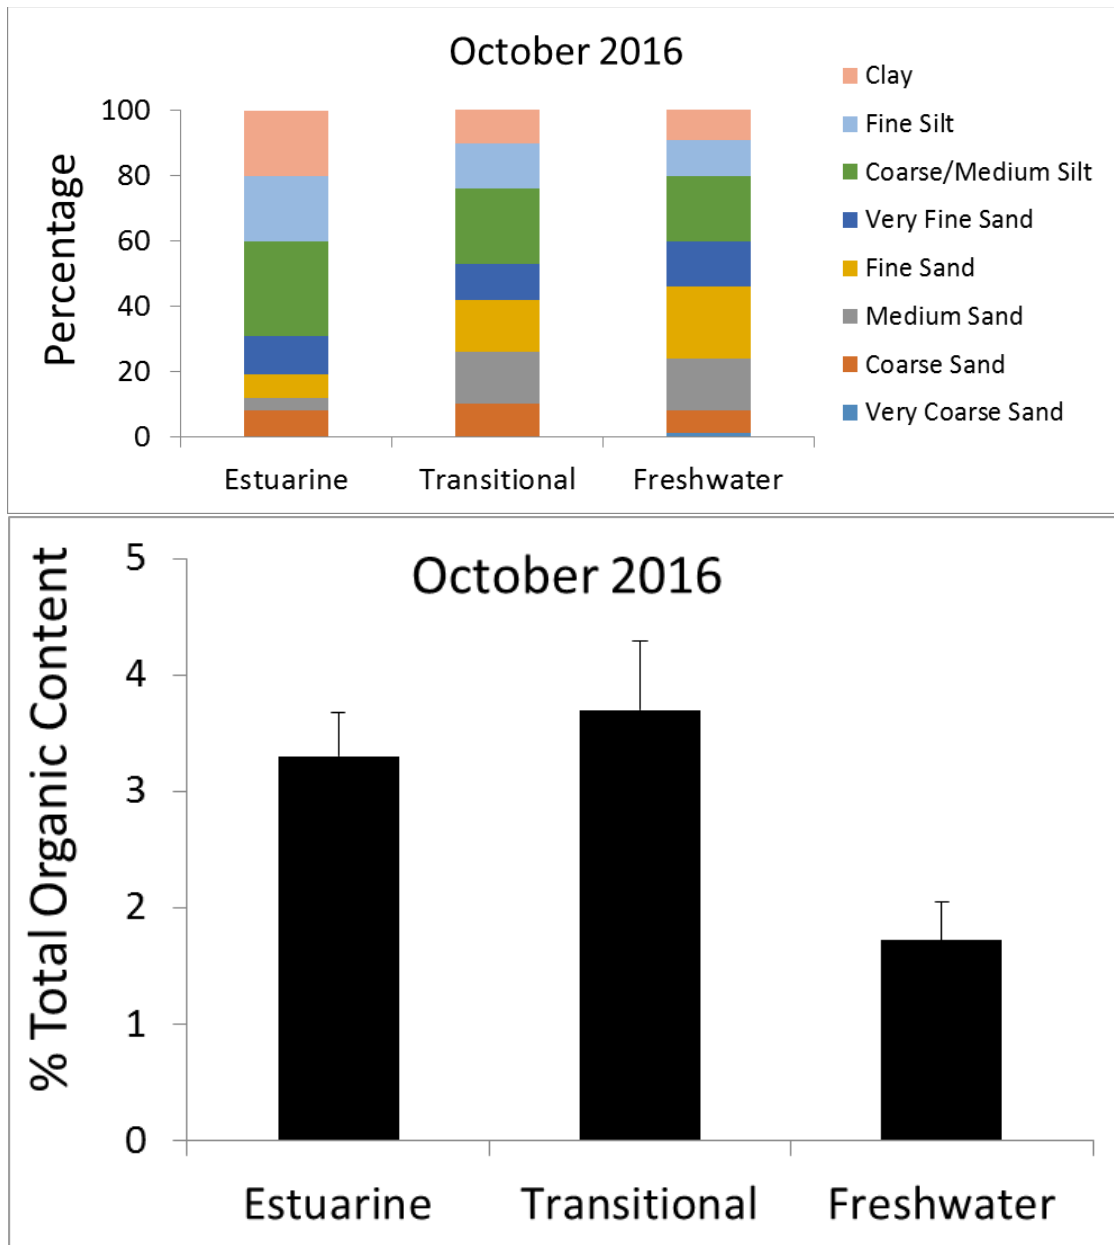 October 2016
Clay
Fine Silt
Coarse/Medium Silt
Very Fine Sand
Fine Sand
Medium Sand
Coarse Sand
Very Coarse Sand
Percentage
100
80
60
40
20
0
Estuarine Transitional Freshwater
October 2016
% Total Organic Content
5
4
3
2
1
0
Estuarine Transitional Freshwater